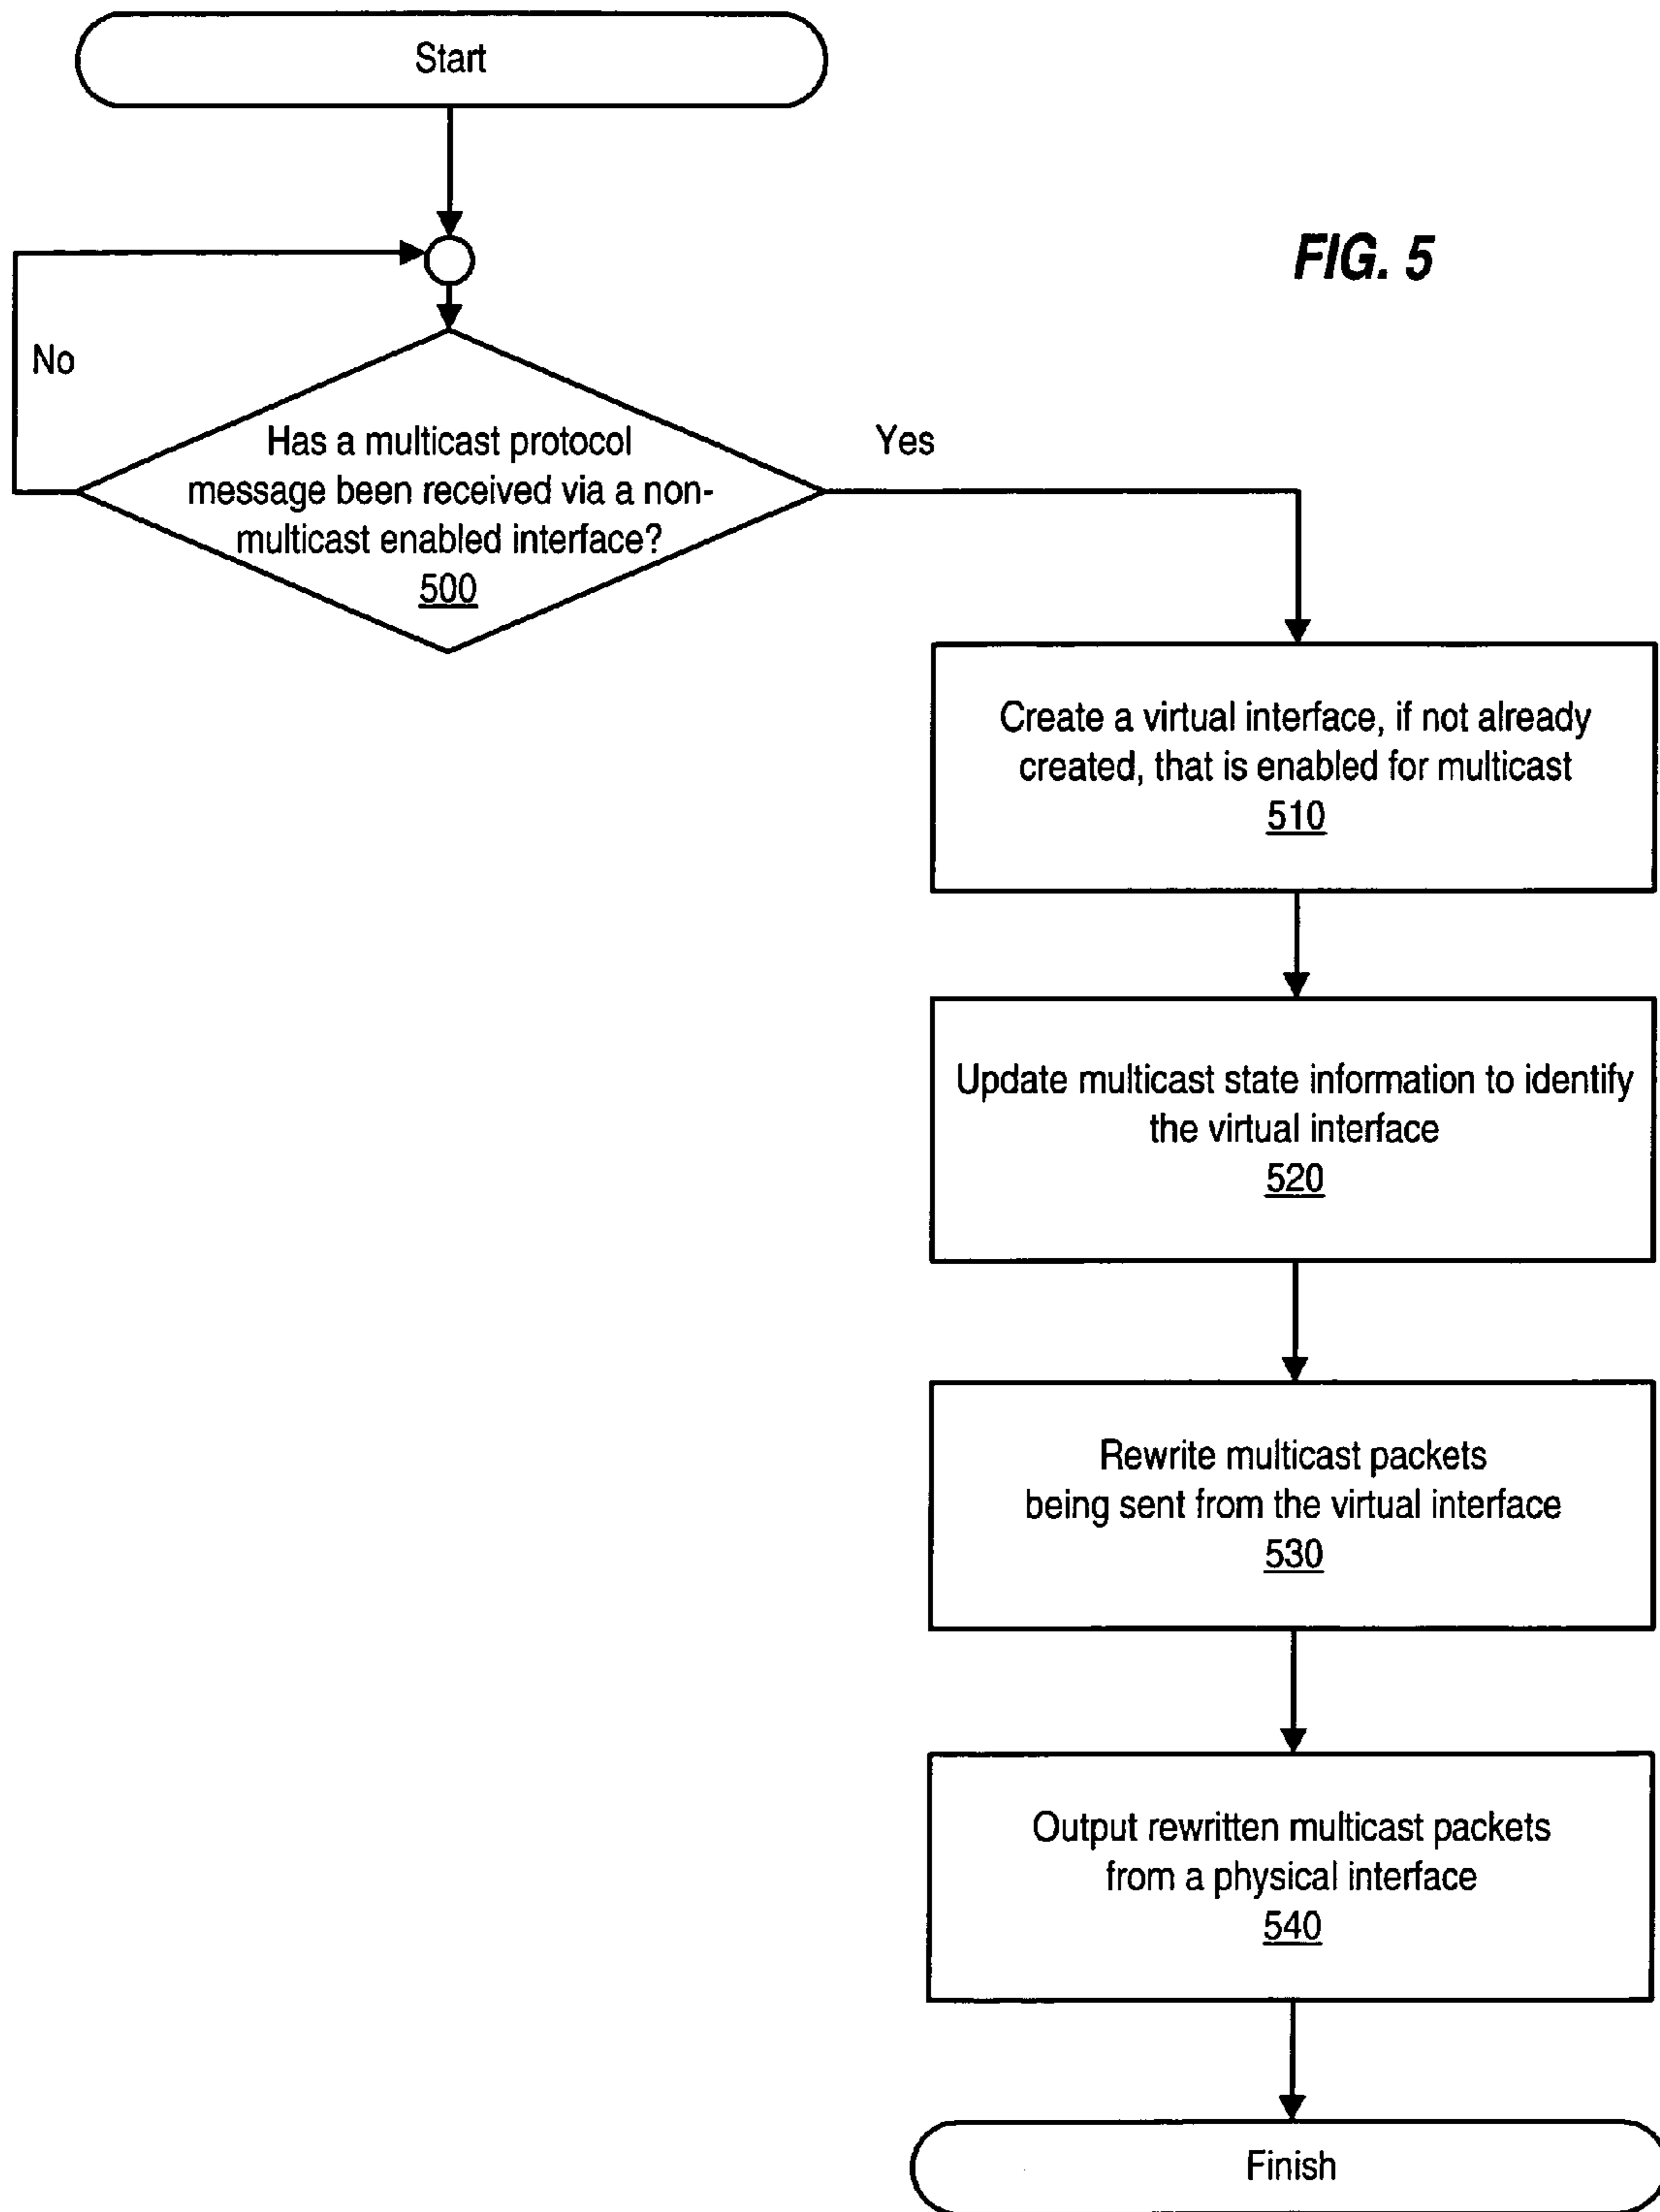 Start
FIG. 5
No
Has a multicast protocol
message been received via a non-
multicast enabled interface?
500
Yes
Create a virtual interface, if not already
created, that is enabled for multicast
510
Update multicast state information to identify
the virtual interface
520
Rewrite multicast packets
being sent from the virtual interface
530
Output rewritten multicast packets
from a physical interface
540
Finish